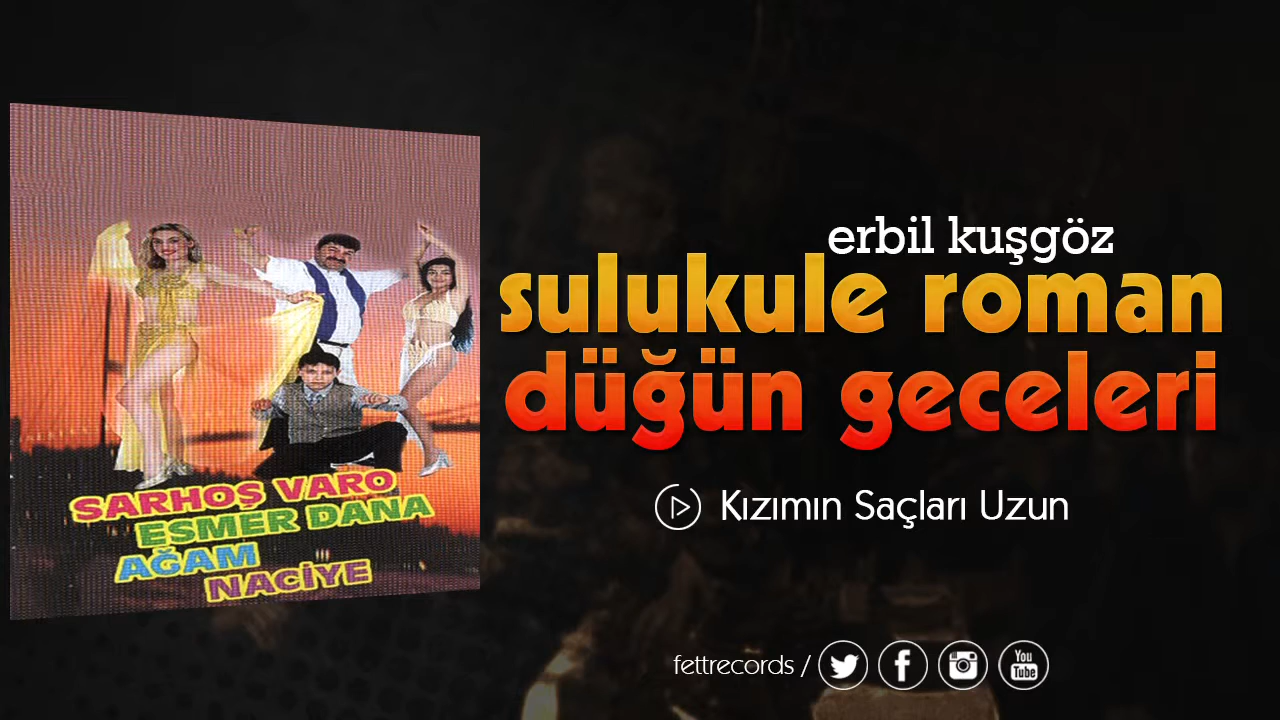 SARHOŞ VARO
ESMER DANA
AĞAM
NACİYE
erbil kuşgöz
sulukule roman
düğün geceleri
Kızımın Saçları Uzun
fettrecords /
You
Tube